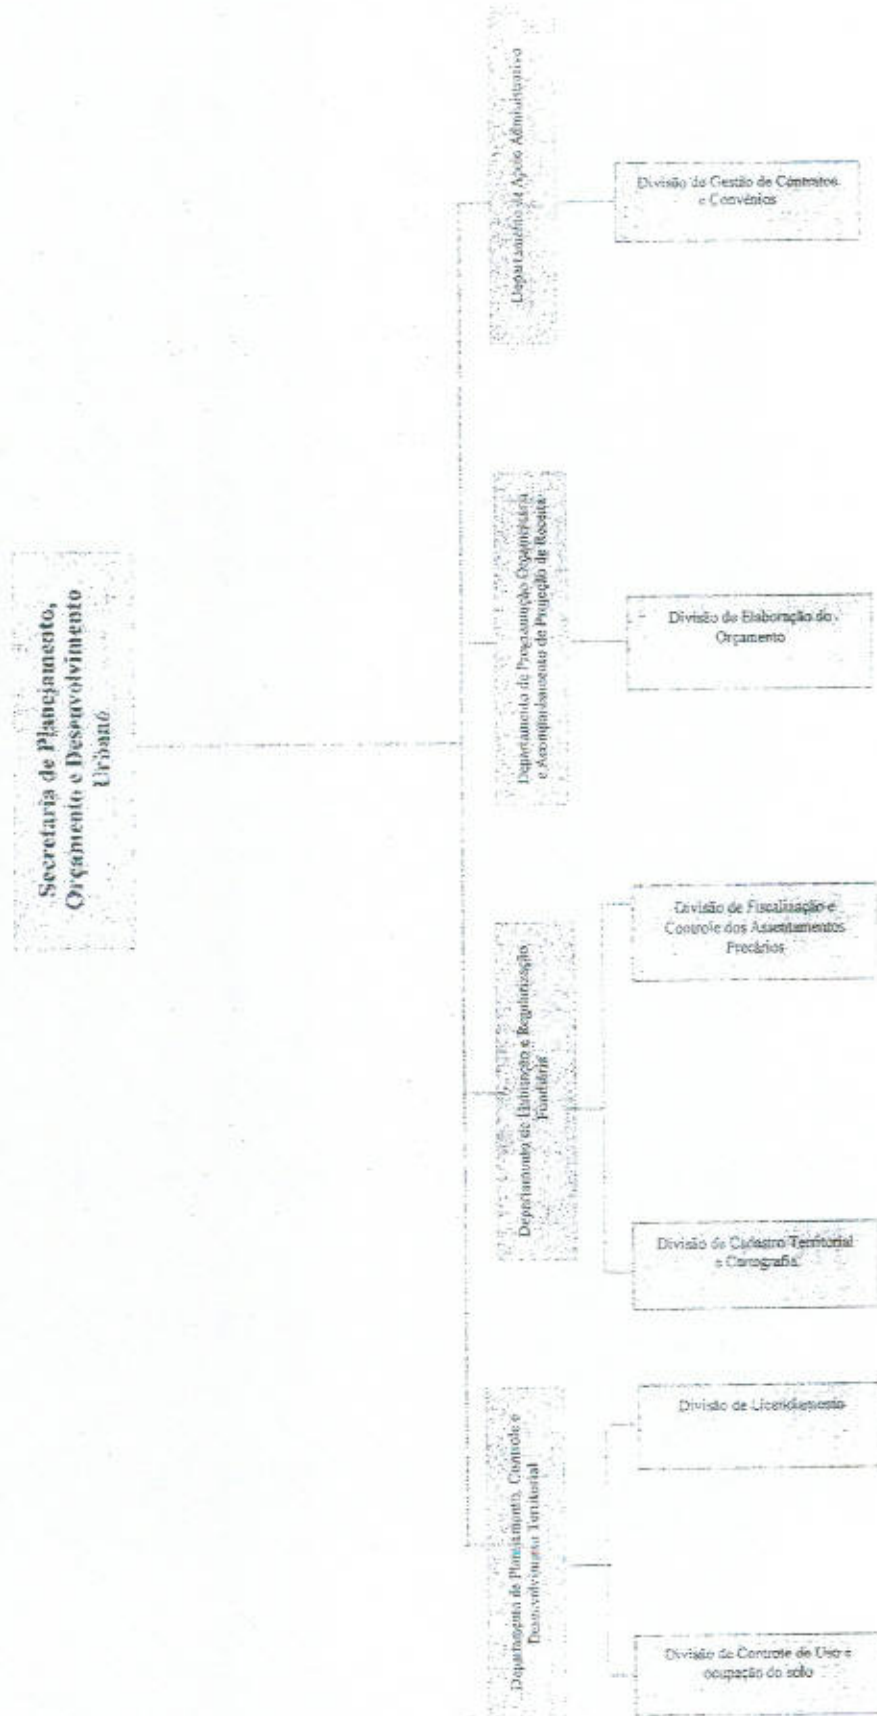 Secretaria de Planejamento,
Orçamento e Desenvolvimento
Urbano
Departamento de Planejamento, Controle e
Desenvolvimento Territorial
Departamento de Habitação e Regularização
Fundiária
Departamento de Programação Orçamentária
e Acompanhamento de Projeção de Receita
Departamento de Apoio Administrativo
Divisão de Controle de Uso e
ocupação do solo
Divisão de Licenciamento
Divisão de Cadastro Territorial
e Cartografia
Divisão de Fiscalização e
Controle dos Assentamentos
Precários
Divisão de Elaboração do
Orçamento
Divisão de Gestão de Contratos
e Convênios